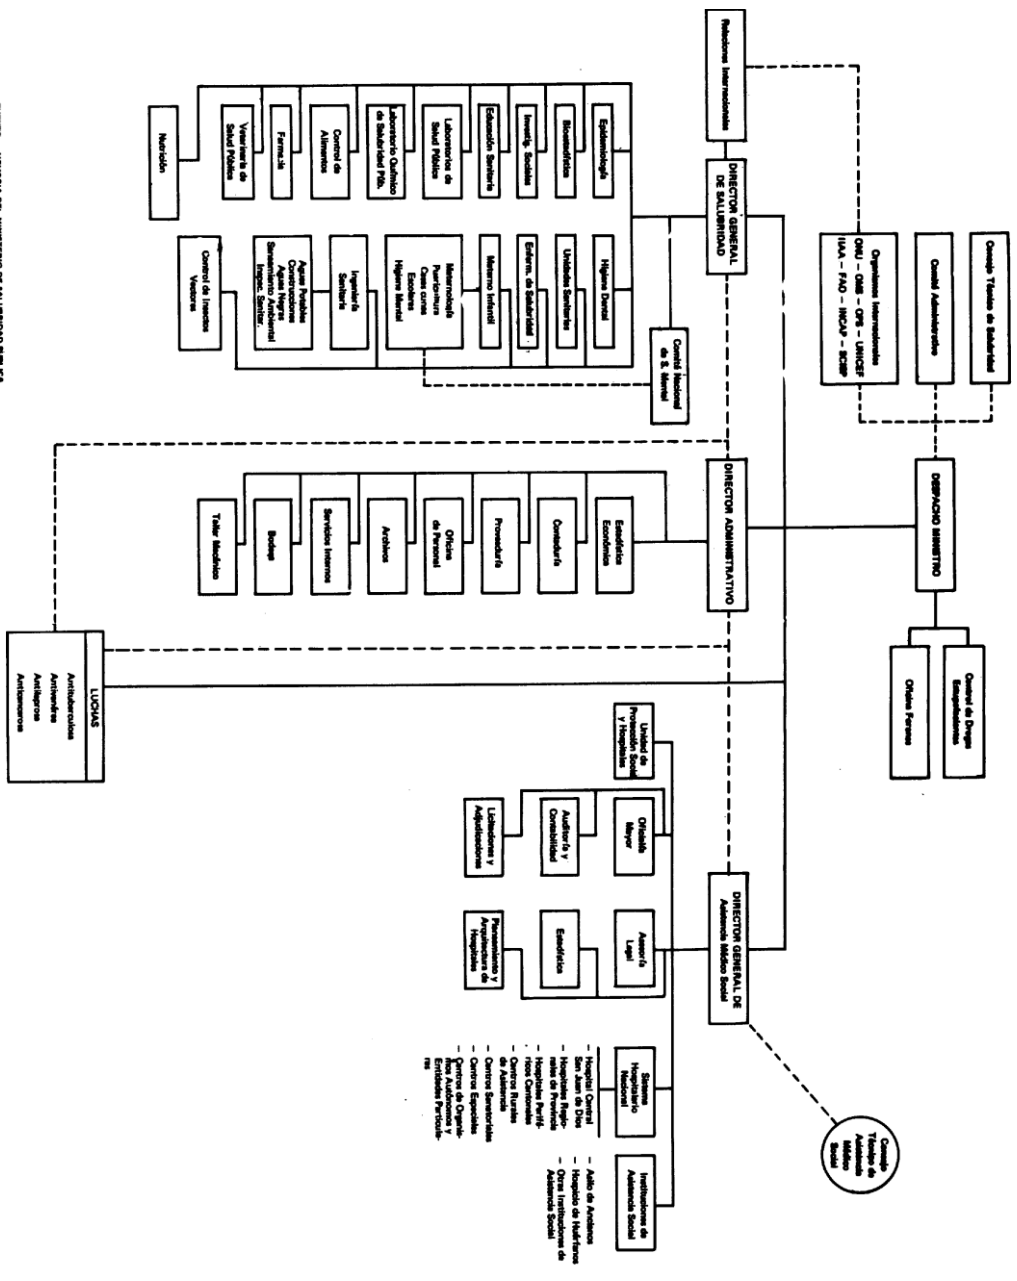 Consejo Técnico de Salubridad
Comité Administrativo
Organismos Internacionales
ONU – OMS – OPS – UNICEF
IIAA – FAO – INCAP –
DESPACHO MINISTRO
Control de Drogas
Estupefacientes
Oficina Forense
Relaciones Internacionales
DIRECTOR GENERAL
DE SALUBRIDAD
DIRECTOR ADMINISTRATIVO
DIRECTOR GENERAL DE
Asistencia Médico Social
Consejo
Técnico de
Asistencia
Médico
Social
Comité Nacional
de S. Mental
Epidemiología
Bioestadística
Investig. Sociales
Educación Sanitaria
Laboratorios de
Salud Pública
Laboratorio Químico
de Salubridad Púb.
Control de
Alimentos
Farmacia
Veterinaria de
Salud Pública
Nutrición
Higiene Dental
Unidades Sanitarias
Enferm. de Salubridad
Materno Infantil
Maternología
Puericultura
Casas cunas
Escolares
Higiene Mental
Ingeniería
Sanitaria
Aguas Potables
Construcciones
Aguas Negras
Saneamiento Ambiental
Inspec. Sanitar.
Control de Insectos
Vectores
Estadística
Económica
Contaduría
Proveeduría
Oficina
de Personal
Archivos
Servicios Internos
Bodega
Taller Mecánico
Unidad de
Protección Social
y Hospitales
Oficialía
Mayor
Auditoría y
Contabilidad
Licitaciones y
Adjudicaciones
Asesoría
Legal
Estadística
Planeamiento y
Arquitectura de
Hospitales
Sistema
Hospitalario
Nacional
– Hospital Central
San Juan de Dios
– Hospitales Regio-
nales de Provincia
– Hospitales Perifé-
ricos Cantonales
– Centros Rurales
de Asistencia
– Centros Sanatoriales
– Centros Especiales
– Centros de Organis-
mos Autónomos y
Entidades Particula-
res
Instituciones de
Asistencia Social
– Asilo de Ancianos
– Hospicio de Huérfanos
– Otras Instituciones de
Asistencia Social
LUCHAS
Antituberculosa
Antivenérea
Antileprosa
Anticancerosa